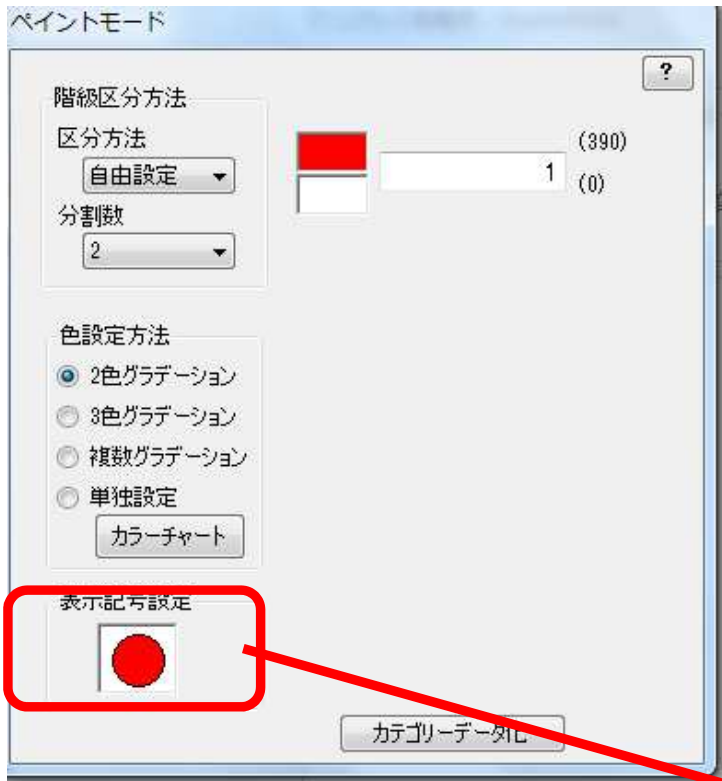 ペイントモード
?
階級区分方法
区分方法
自由設定
分割数
2
(390)
1
(0)
色設定方法
2色グラデーション
3色グラデーション
複数グラデーション
単独設定
カラーチャート
表示記号設定
カテゴリーデータ化